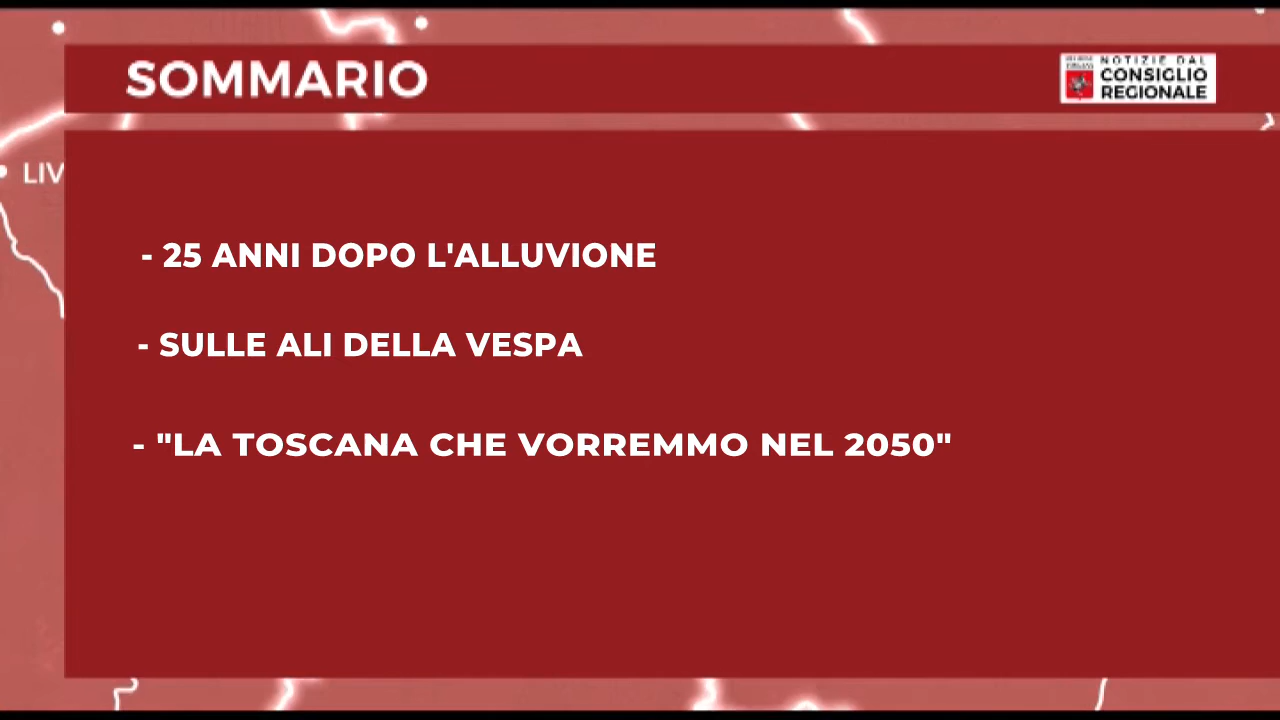 SOMMARIO
NOTIZIE DAL
CONSIGLIO
REGIONALE
LIV
- 25 ANNI DOPO L'ALLUVIONE
- SULLE ALI DELLA VESPA
- "LA TOSCANA CHE VORREMMO NEL 2050"